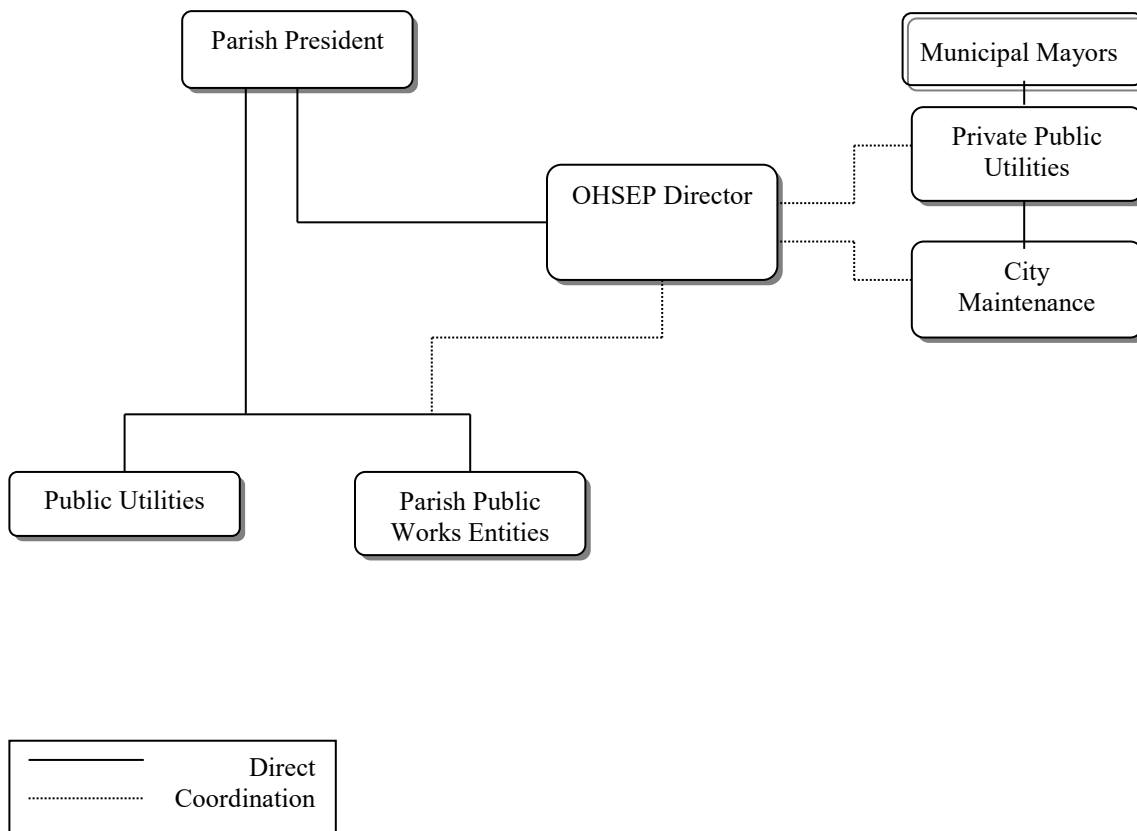 Parish President
Municipal Mayors
Private Public
Utilities
OHSEP Director
City
Maintenance
Public Utilities
Parish Public
Works Entities
Direct
Coordination